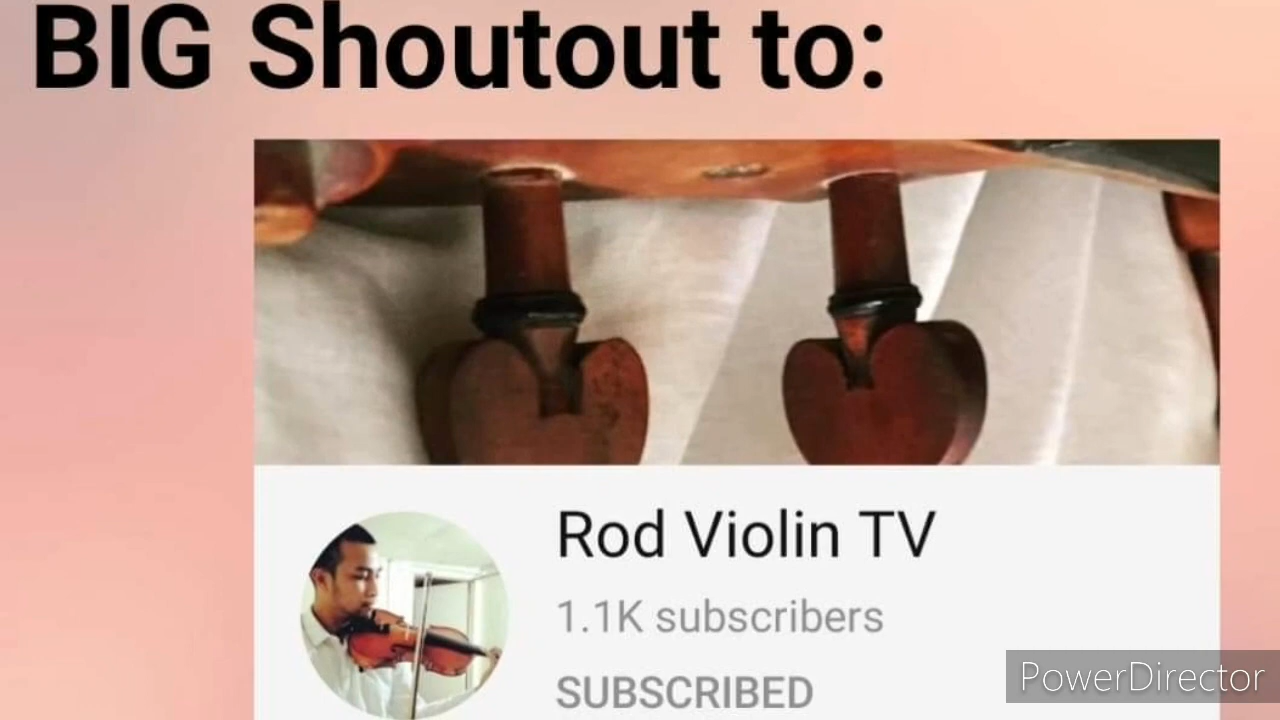 BIG Shoutout to:
Rod Violin TV
1.1K subscribers
SUBSCRIBED
PowerDirector